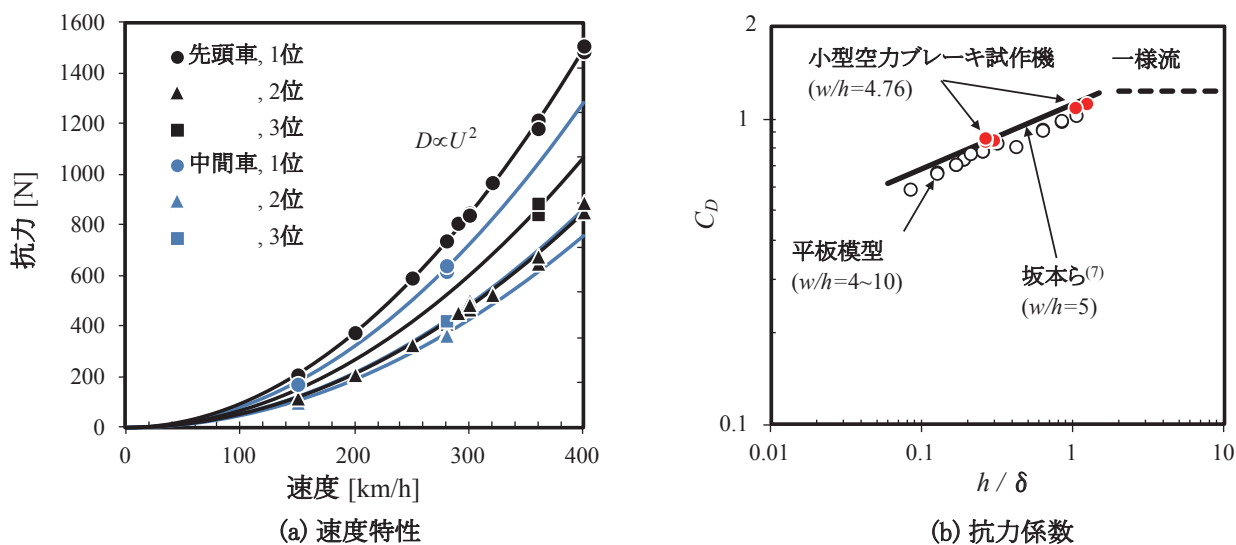 1600
1400
1200
1000
800
600
400
200
0
0
100
200
300
400
抗力 [N]
速度 [km/h]
先頭車, 1位
, 2位
, 3位
中間車, 1位
, 2位
, 3位
D∝U²
(a) 速度特性
2
1
0.1
0.01
0.1
1
10
C_D
h / δ
小型空力ブレーキ試作機
(w/h=4.76)
一様流
平板模型
(w/h=4~10)
坂本ら⁽⁷⁾
(w/h=5)
(b) 抗力係数